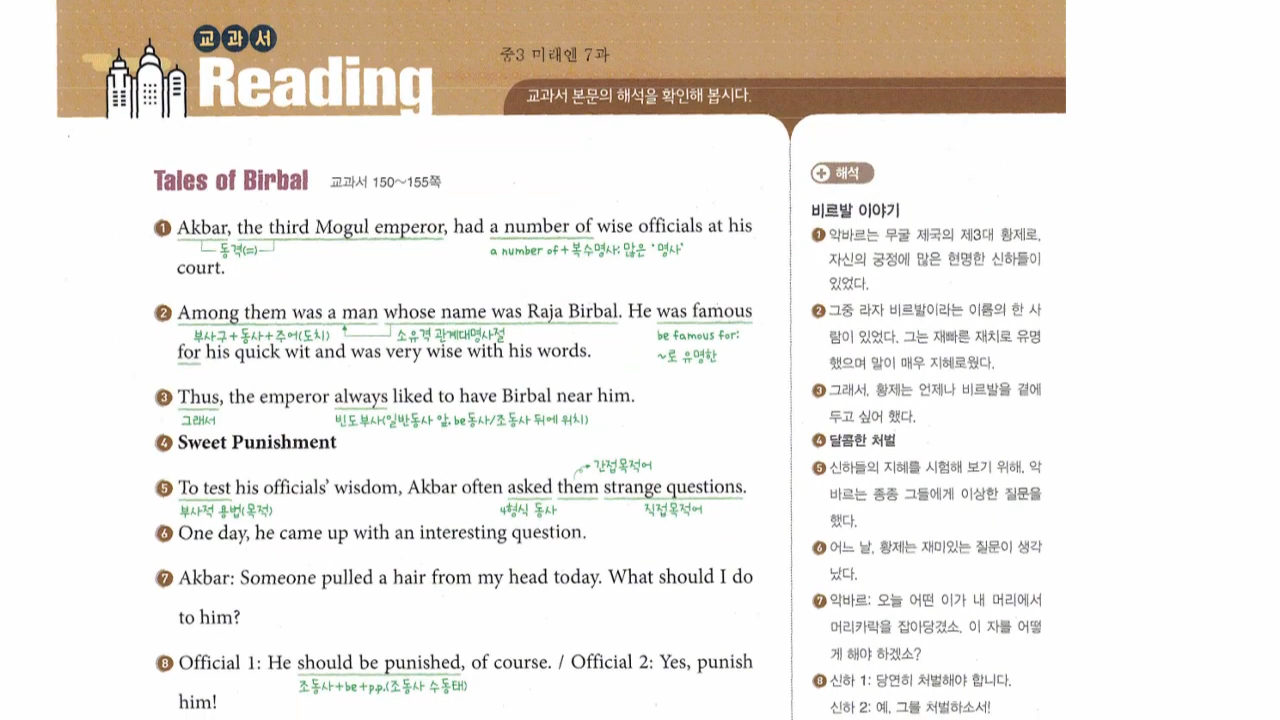 교과서
Reading
중3 미래엔 7과
교과서 본문의 해석을 확인해 봅시다.
Tales of Birbal 교과서 150~155쪽
1 Akbar, the third Mogul emperor, had a number of wise officials at his
동격(=) a number of + 복수명사: 많은 '명사'
court.
2 Among them was a man whose name was Raja Birbal. He was famous
부사구+동사+주어(도치) 소유격 관계대명사절 be famous for:
for his quick wit and was very wise with his words.
~로 유명한
3 Thus, the emperor always liked to have Birbal near him.
그래서 빈도부사(일반동사 앞, be동사/조동사 뒤에 위치)
4 Sweet Punishment
간접목적어
5 To test his officials' wisdom, Akbar often asked them strange questions.
부사적 용법(목적) 4형식 동사 직접목적어
6 One day, he came up with an interesting question.
7 Akbar: Someone pulled a hair from my head today. What should I do
to him?
8 Official 1: He should be punished, of course. / Official 2: Yes, punish
조동사+be+p.p.(조동사 수동태)
him!
해석
비르발 이야기
1 악바르는 무굴 제국의 제3대 황제로,
자신의 궁정에 많은 현명한 신하들이
있었다.
2 그중 라자 비르발이라는 이름의 한 사
람이 있었다. 그는 재빠른 재치로 유명
했으며 말이 매우 지혜로웠다.
3 그래서, 황제는 언제나 비르발을 곁에
두고 싶어 했다.
4 달콤한 처벌
5 신하들의 지혜를 시험해 보기 위해, 악
바르는 종종 그들에게 이상한 질문을
했다.
6 어느 날, 황제는 재미있는 질문이 생각
났다.
7 악바르: 오늘 어떤 이가 내 머리에서
머리카락을 잡아당겼소. 이 자를 어떻
게 해야 하겠소?
8 신하 1: 당연히 처벌해야 합니다.
신하 2: 예, 그를 처벌하소서!